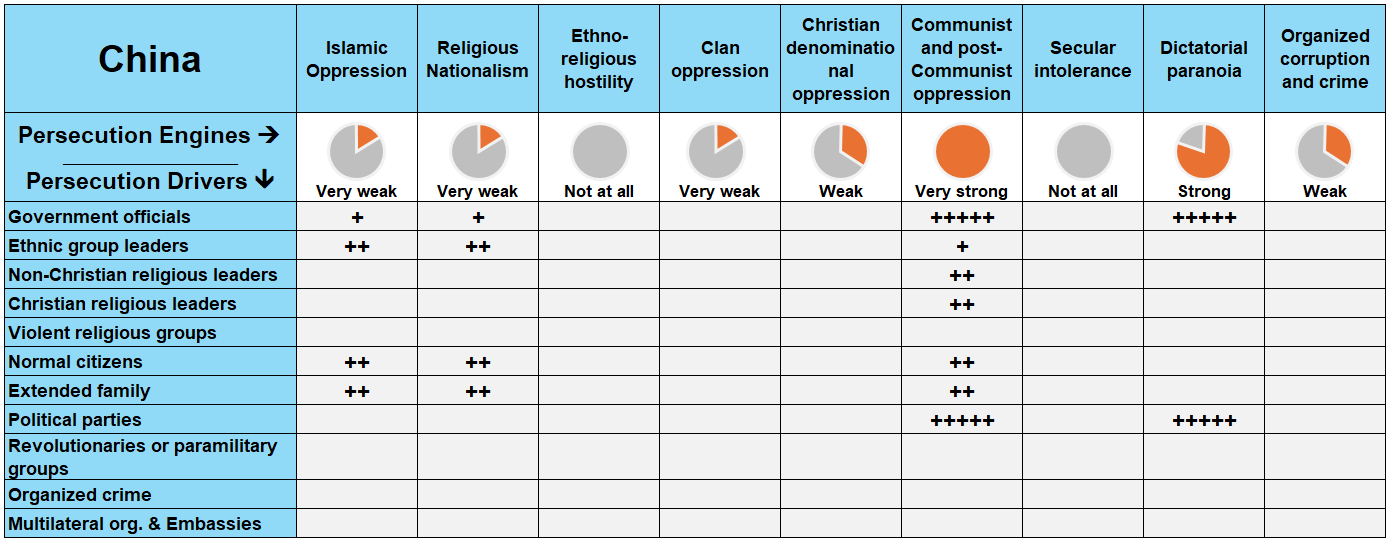 China
Islamic
Oppression
Religious
Nationalism
Ethno-
religious
hostility
Clan
oppression
Christian
denominatio
nal
oppression
Communist
and post-
Communist
oppression
Secular
intolerance
Dictatorial
paranoia
Organized
corruption
and crime
Persecution Engines →
Persecution Drivers ↓
Very weak
Very weak
Not at all
Very weak
Weak
Very strong
Not at all
Strong
Weak
Government officials + + +++++ +++++
Ethnic group leaders ++ ++ +
Non-Christian religious leaders ++
Christian religious leaders ++
Violent religious groups
Normal citizens ++ ++ ++
Extended family ++ ++ ++
Political parties +++++ +++++
Revolutionaries or paramilitary
groups
Organized crime
Multilateral org. & Embassies